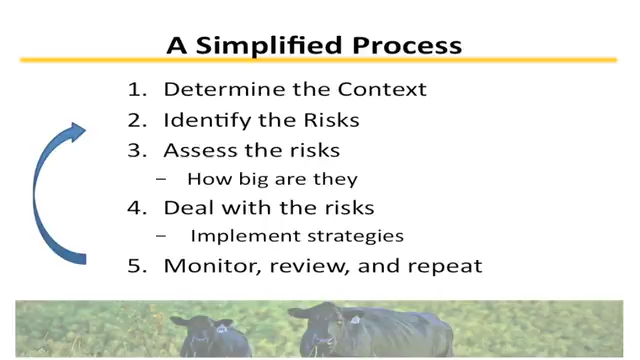 A Simplified Process
1. Determine the Context
2. Identify the Risks
3. Assess the risks
– How big are they
4. Deal with the risks
– Implement strategies
5. Monitor, review, and repeat